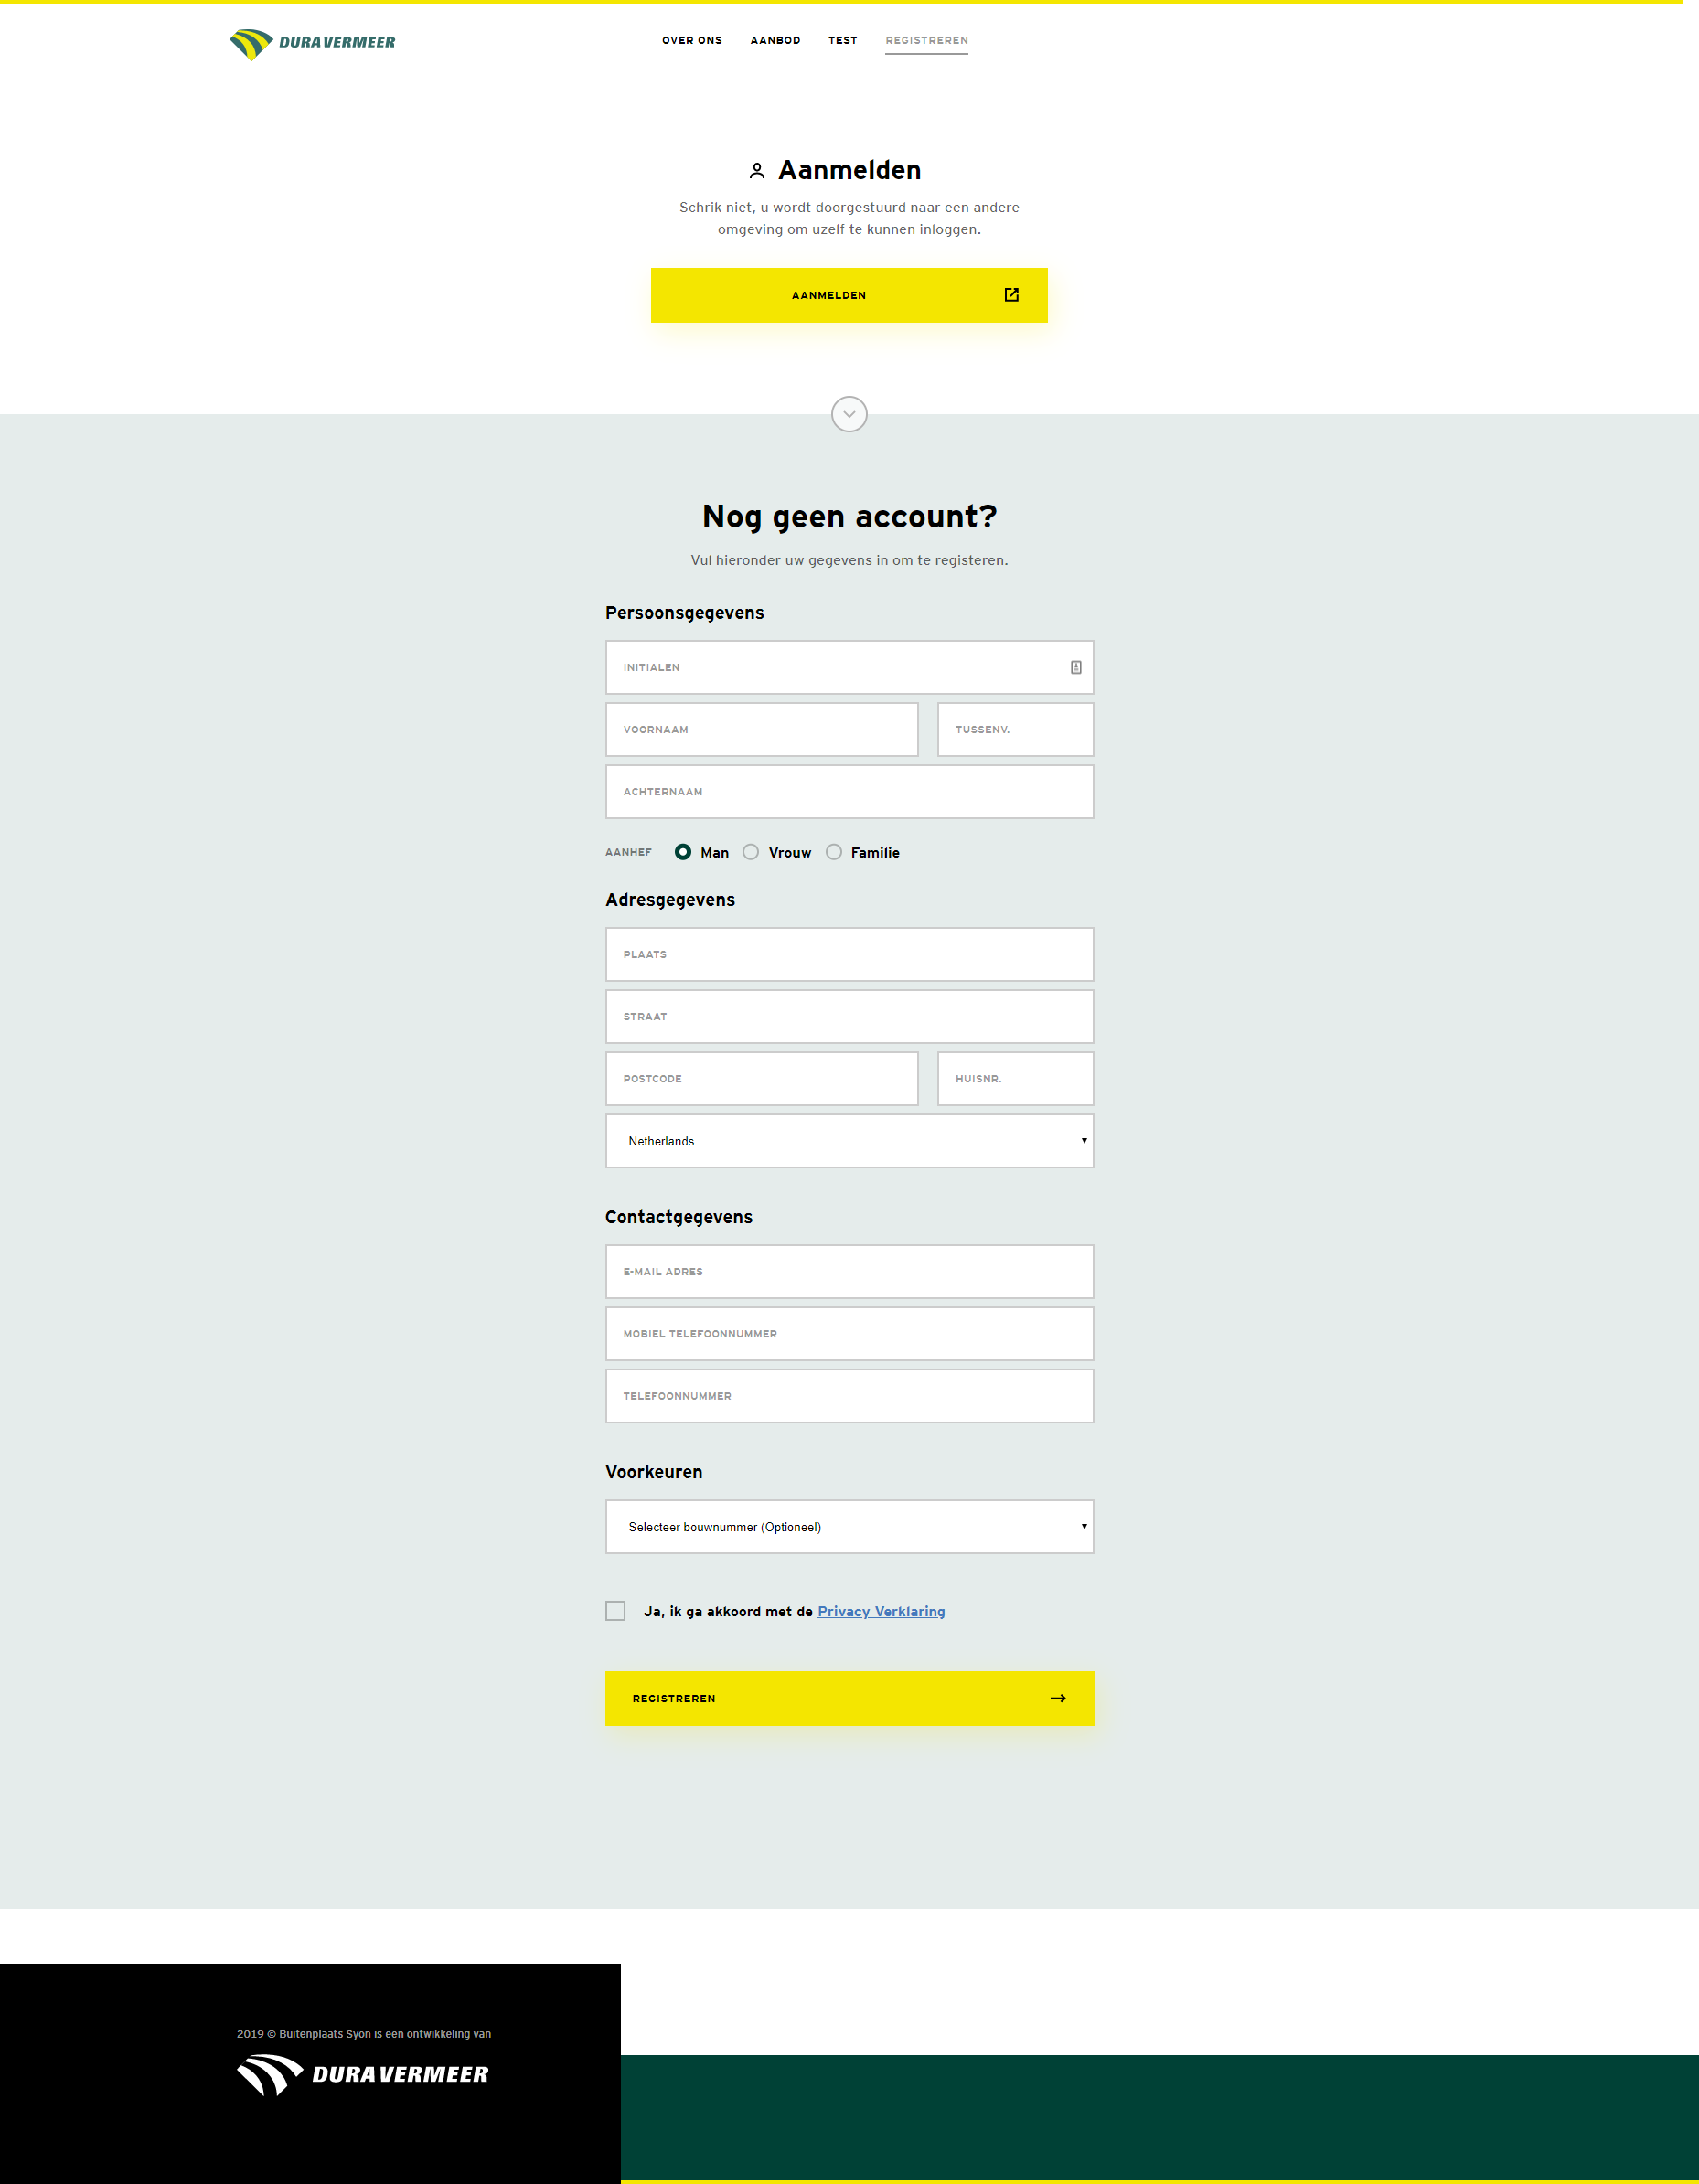 DURA VERMEER
OVER ONS
AANBOD
TEST
REGISTREREN
Aanmelden
Schrik niet, u wordt doorgestuurd naar een andere
omgeving om uzelf te kunnen inloggen.
AANMELDEN
Nog geen account?
Vul hieronder uw gegevens in om te registeren.
Persoonsgegevens
INITIALEN
VOORNAAM
TUSSENV.
ACHTERNAAM
AANHEF
Man
Vrouw
Familie
Adresgegevens
PLAATS
STRAAT
POSTCODE
HUISNR.
Netherlands
Contactgegevens
E-MAIL ADRES
MOBIEL TELEFOONNUMMER
TELEFOONNUMMER
Voorkeuren
Selecteer bouwnummer (Optioneel)
Ja, ik ga akkoord met de Privacy Verklaring
REGISTREREN
2019 © Buitenplaats Syon is een ontwikkeling van
DURA VERMEER